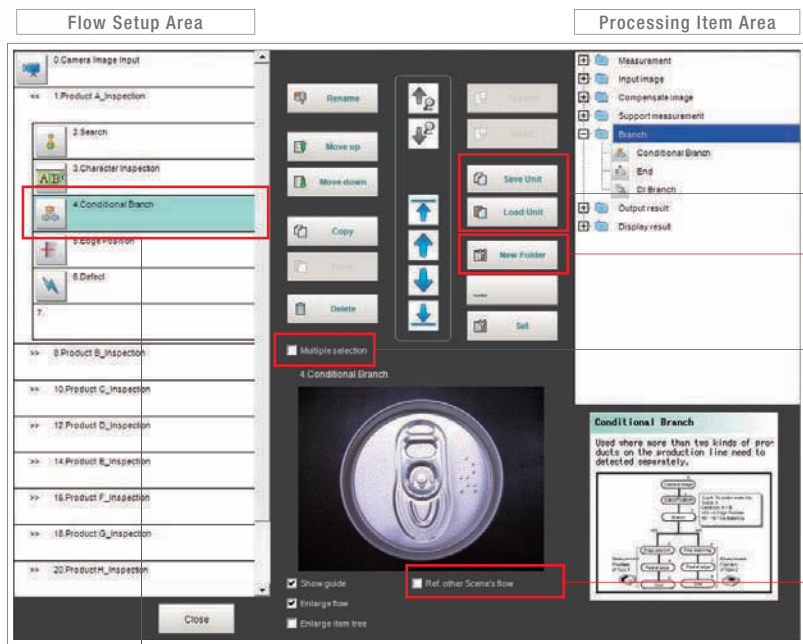 Flow Setup Area
Processing Item Area
0.Camera Image Input
<< 1.Product A_Inspection
2.Search
3.Character Inspection
4.Conditional Branch
5.Edge Position
6.Defect
7.
>> 8.Product B_Inspection
>> 10.Product C_Inspection
>> 12.Product D_Inspection
>> 14.Product E_Inspection
>> 16.Product F_Inspection
>> 18.Product G_Inspection
>> 20.Product H_Inspection
Close
Rename
Move up
Move down
Copy
Delete
Save Unit
Load Unit
New Folder
Set
Multiple selection
4.Conditional Branch
Show guide
Ref. other Scene's flow
Enlarge flow
Enlarge item tree
Measurement
Input image
Compensate image
Support measurement
Branch
Conditional Branch
End
DI Branch
Output result
Display result
Conditional Branch
Used where more than two kinds of pro-
ducts on the production line need to
detected separately.